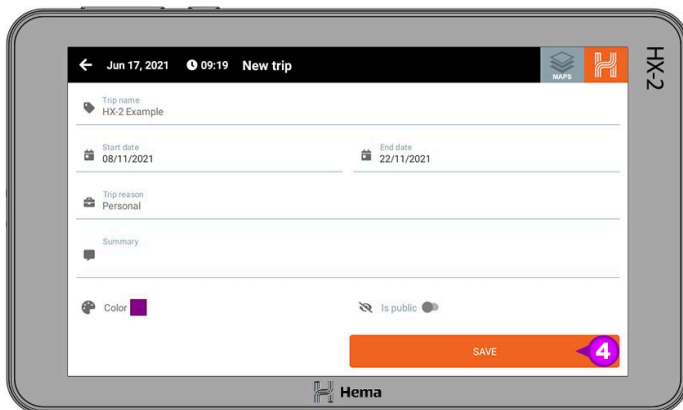 Jun 17, 2021 09:19 New trip
MAPS
HX-2
Trip name
HX-2 Example
Start date
08/11/2021
End date
22/11/2021
Trip reason
Personal
Summary
Color
Is public
SAVE
4
Hema